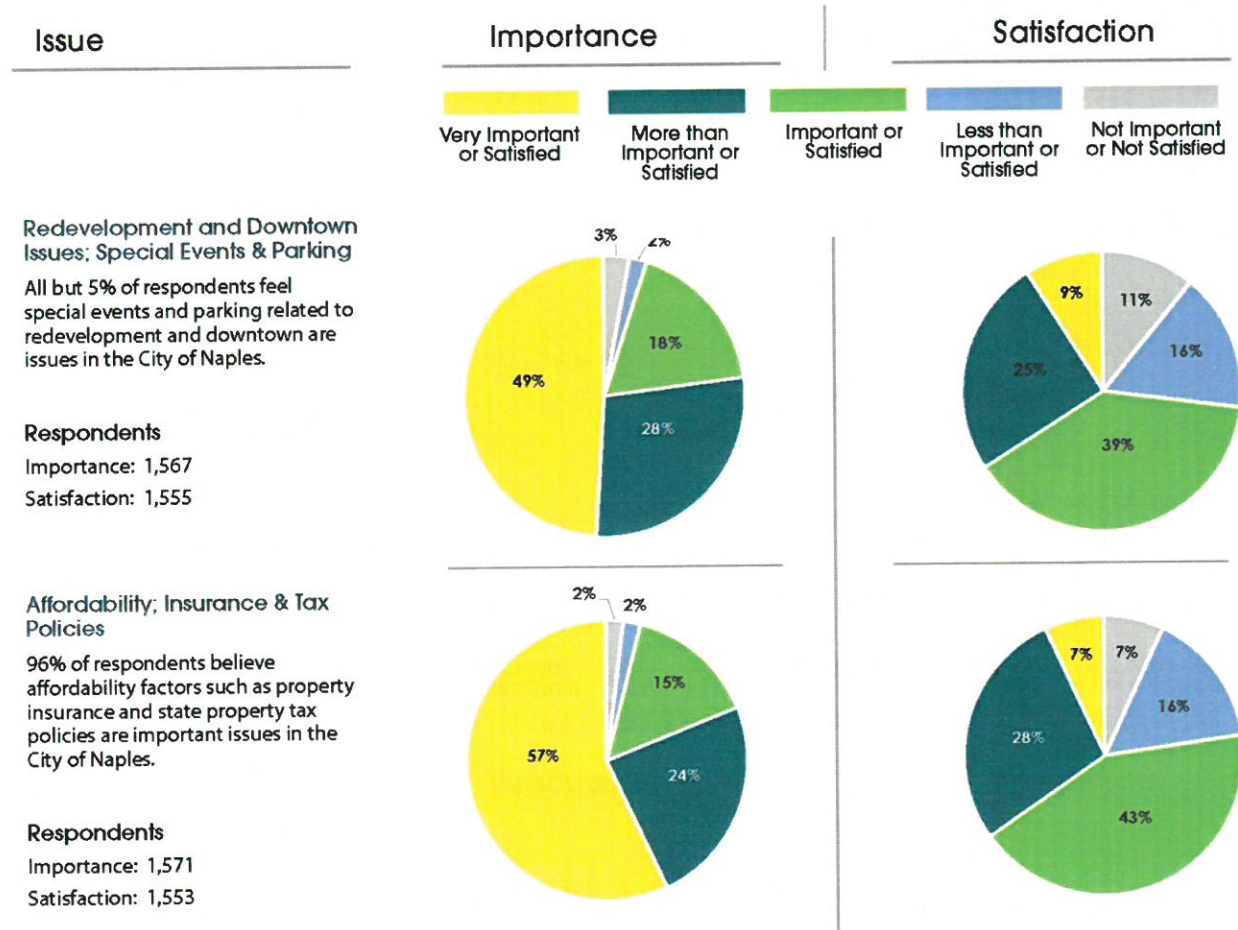 Issue
Importance
Satisfaction
Very Important
or Satisfied
More than
Important or
Satisfied
Important or
Satisfied
Less than
Important or
Satisfied
Not Important
or Not Satisfied
Redevelopment and Downtown
Issues; Special Events & Parking
All but 5% of respondents feel
special events and parking related to
redevelopment and downtown are
issues in the City of Naples.
Respondents
Importance: 1,567
Satisfaction: 1,555
3%
2%
18%
28%
49%
9%
11%
16%
25%
39%
Affordability; Insurance & Tax
Policies
96% of respondents believe
affordability factors such as property
insurance and state property tax
policies are important issues in the
City of Naples.
Respondents
Importance: 1,571
Satisfaction: 1,553
2%
2%
15%
24%
57%
7%
7%
16%
28%
43%